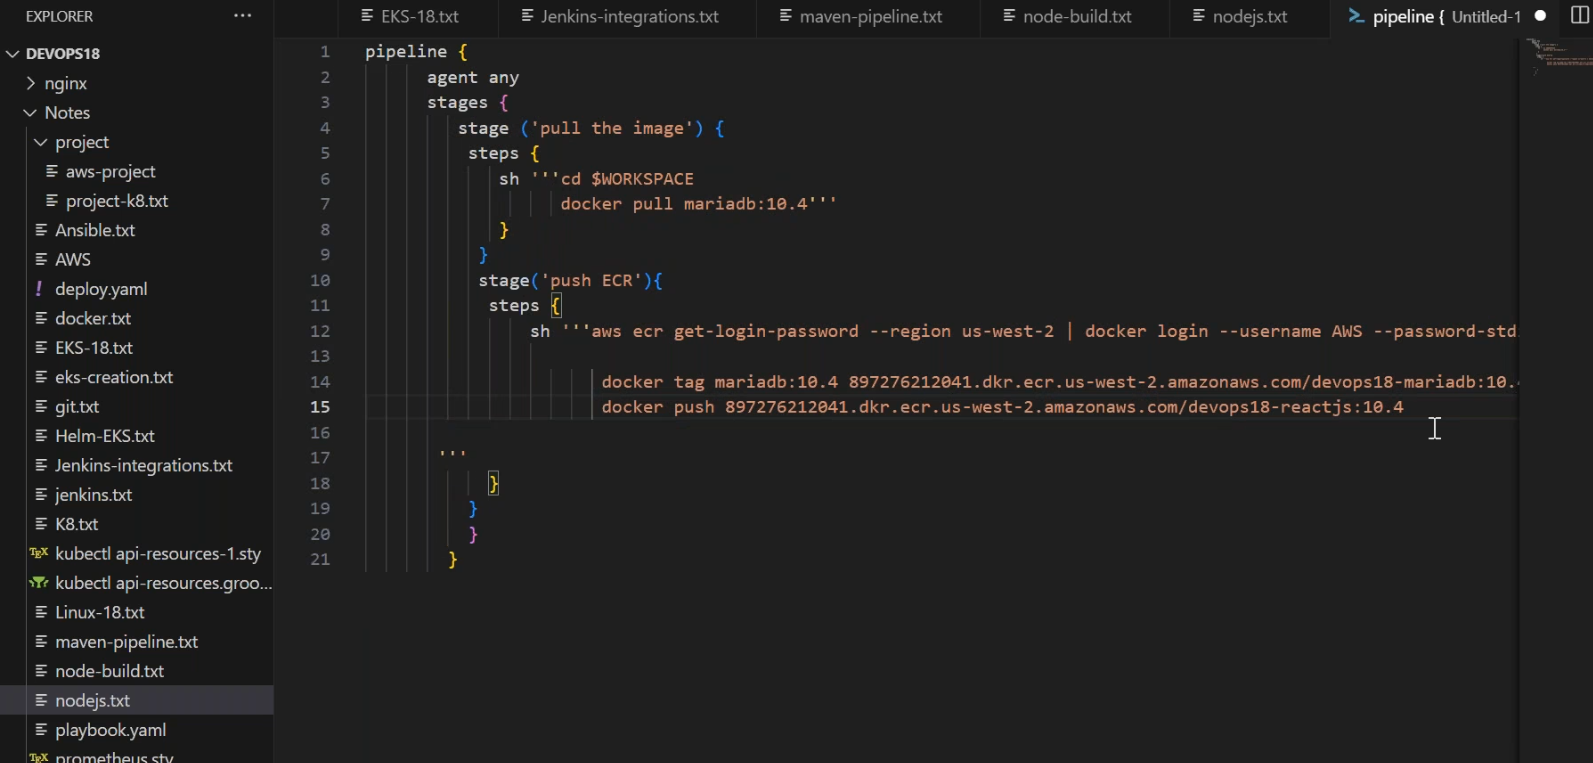 EXPLORER
···
EKS-18.txt
Jenkins-integrations.txt
maven-pipeline.txt
node-build.txt
nodejs.txt
pipeline { Untitled-1
DEVOPS18
nginx
Notes
project
aws-project
project-k8.txt
Ansible.txt
AWS
! deploy.yaml
docker.txt
EKS-18.txt
eks-creation.txt
git.txt
Helm-EKS.txt
Jenkins-integrations.txt
jenkins.txt
K8.txt
TEX kubectl api-resources-1.sty
kubectl api-resources.groo...
Linux-18.txt
maven-pipeline.txt
node-build.txt
nodejs.txt
playbook.yaml
TEX prometheus.sty
1 pipeline {
2 agent any
3 stages {
4 stage ('pull the image') {
5 steps {
6 sh '''cd $WORKSPACE
7 docker pull mariadb:10.4'''
8 }
9 }
10 stage('push ECR'){
11 steps {
12 sh '''aws ecr get-login-password --region us-west-2 | docker login --username AWS --password-std
13
14 docker tag mariadb:10.4 897276212041.dkr.ecr.us-west-2.amazonaws.com/devops18-mariadb:10.
15 docker push 897276212041.dkr.ecr.us-west-2.amazonaws.com/devops18-reactjs:10.4
16
17 '''
18 }
19 }
20 }
21 }